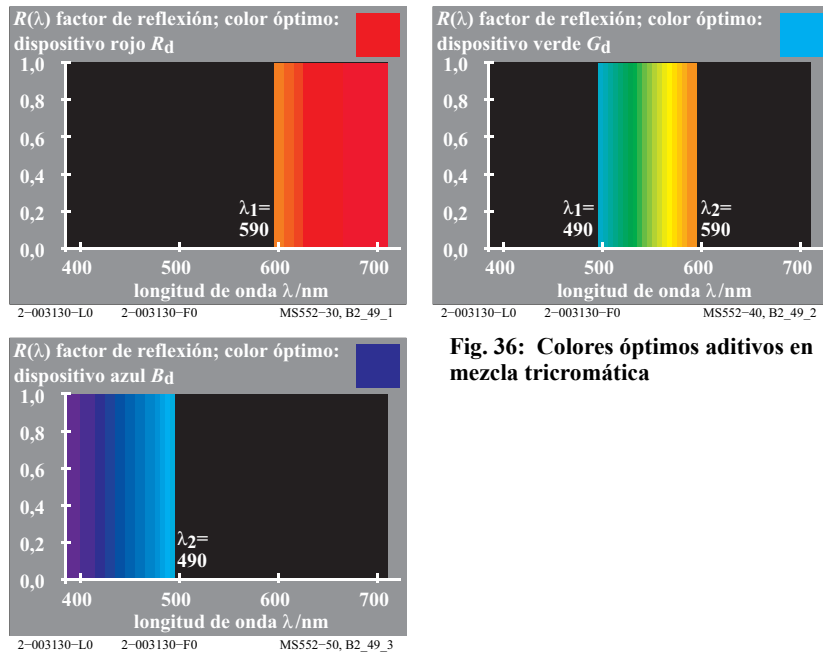 R(λ) factor de reflexión; color óptimo:
dispositivo rojo Rd
1,0
0,8
0,6
0,4
0,2
0,0
λ1=
590
400 500 600 700
longitud de onda λ/nm
2−003130−L0 2−003130−F0 MS552−30, B2_49_1
R(λ) factor de reflexión; color óptimo:
dispositivo verde Gd
1,0
0,8
0,6
0,4
0,2
0,0
λ1= λ2=
490 590
400 500 600 700
longitud de onda λ/nm
2−003130−L0 2−003130−F0 MS552−40, B2_49_2
R(λ) factor de reflexión; color óptimo:
dispositivo azul Bd
1,0
0,8
0,6
0,4
0,2
0,0
λ2=
490
400 500 600 700
longitud de onda λ/nm
2−003130−L0 2−003130−F0 MS552−50, B2_49_3
Fig. 36: Colores óptimos aditivos en
mezcla tricromática